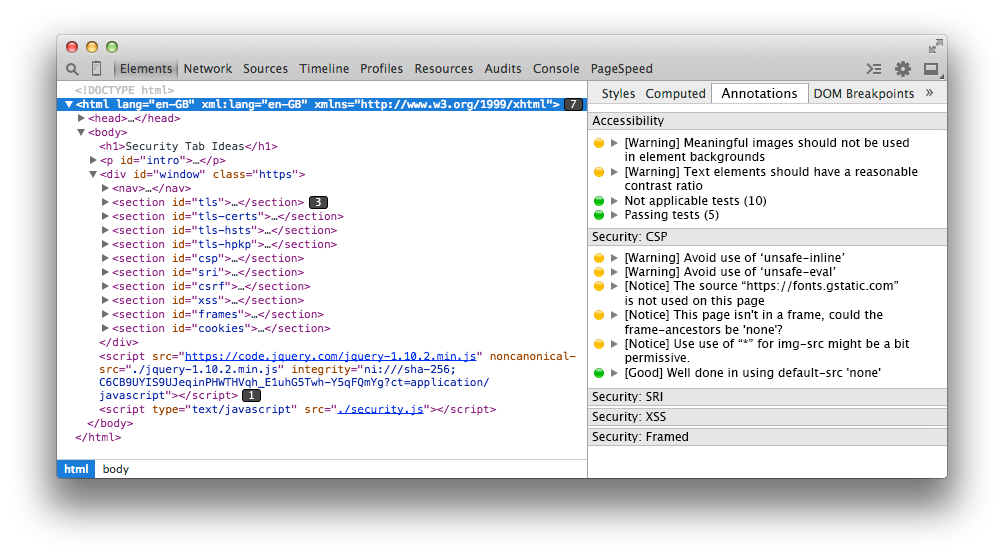 Elements Network Sources Timeline Profiles Resources Audits Console PageSpeed
<!DOCTYPE html>
<html lang="en-GB" xml:lang="en-GB" xmlns="http://www.w3.org/1999/xhtml"> 7
<head>…</head>
<body>
<h1>Security Tab Ideas</h1>
<p id="intro">…</p>
<div id="window" class="https">
<nav>…</nav>
<section id="tls">…</section> 3
<section id="tls-certs">…</section>
<section id="tls-hsts">…</section>
<section id="tls-hpkp">…</section>
<section id="csp">…</section>
<section id="sri">…</section>
<section id="csrf">…</section>
<section id="xss">…</section>
<section id="frames">…</section>
<section id="cookies">…</section>
</div>
<script src="https://code.jquery.com/jquery-1.10.2.min.js" noncanonical-
src="./jquery-1.10.2.min.js" integrity="ni:///sha-256;
C6CB9UYIS9UJeqinPHWTHVqh_E1uhG5Twh-Y5qFQmYg?ct=application/
javascript"></script> 1
<script type="text/javascript" src="./security.js"></script>
</body>
</html>
html body
Styles Computed Annotations DOM Breakpoints »
Accessibility
[Warning] Meaningful images should not be used
in element backgrounds
[Warning] Text elements should have a reasonable
contrast ratio
Not applicable tests (10)
Passing tests (5)
Security: CSP
[Warning] Avoid use of ‘unsafe-inline’
[Warning] Avoid use of ‘unsafe-eval’
[Notice] The source “https://fonts.gstatic.com”
is not used on this page
[Notice] This page isn't in a frame, could the
frame-ancestors be 'none'?
[Notice] Use use of “*” for img-src might be a bit
permissive.
[Good] Well done in using default-src 'none'
Security: SRI
Security: XSS
Security: Framed